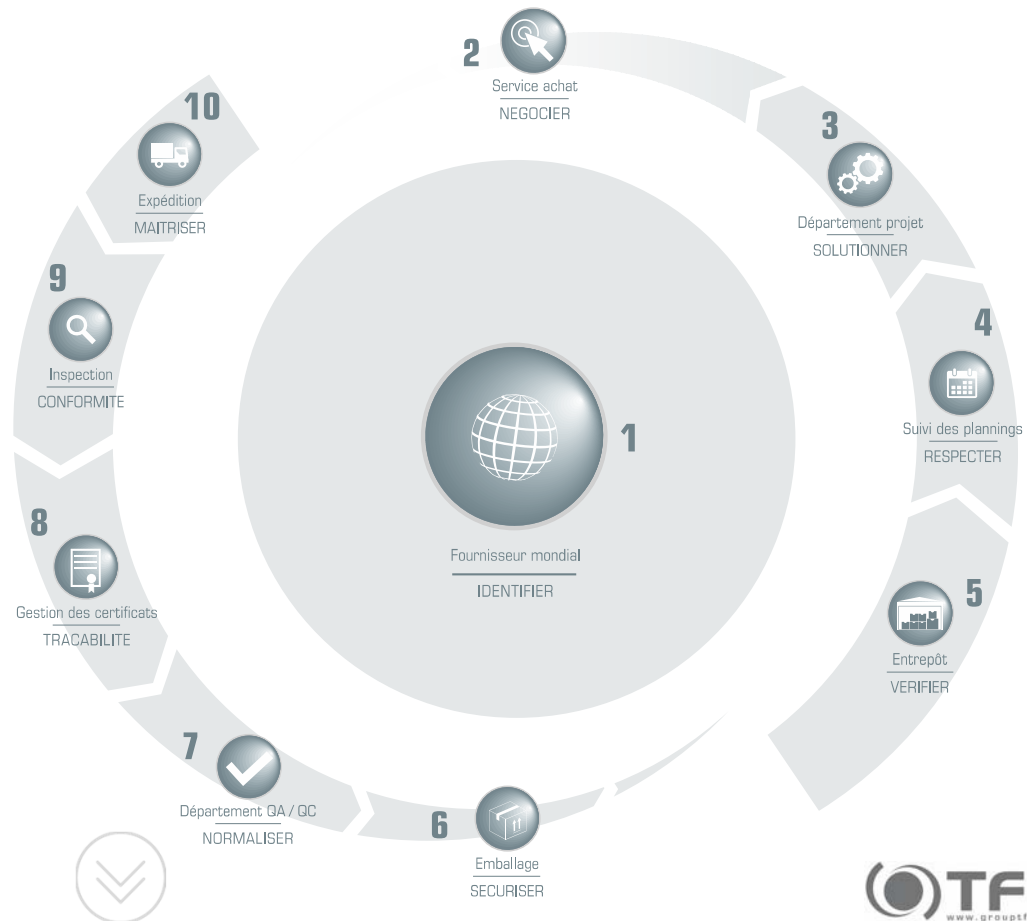 1
Fournisseur mondial
IDENTIFIER
2
Service achat
NEGOCIER
3
Département projet
SOLUTIONNER
4
Suivi des plannings
RESPECTER
5
Entrepôt
VERIFIER
6
Emballage
SECURISER
7
Département QA / QC
NORMALISER
8
Gestion des certificats
TRACABILITE
9
Inspection
CONFORMITE
10
Expédition
MAITRISER
TF
www.grouptf